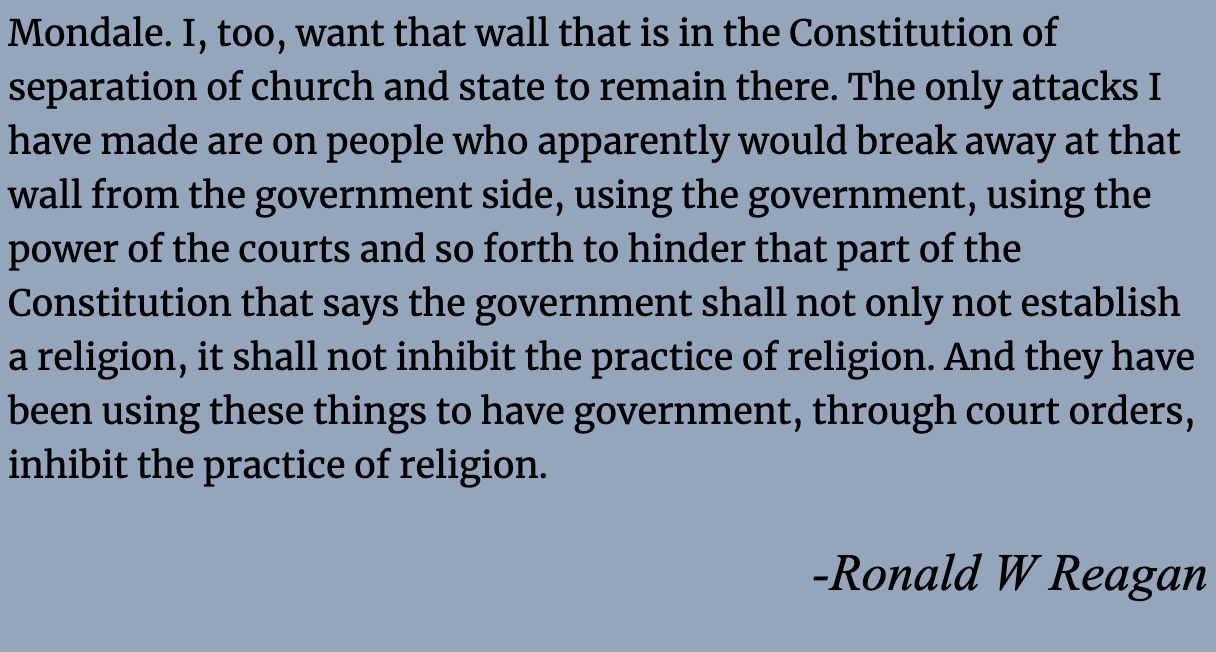 Mondale. I, too, want that wall that is in the Constitution of
separation of church and state to remain there. The only attacks I
have made are on people who apparently would break away at that
wall from the government side, using the government, using the
power of the courts and so forth to hinder that part of the
Constitution that says the government shall not only not establish
a religion, it shall not inhibit the practice of religion. And they have
been using these things to have government, through court orders,
inhibit the practice of religion.
-Ronald W Reagan